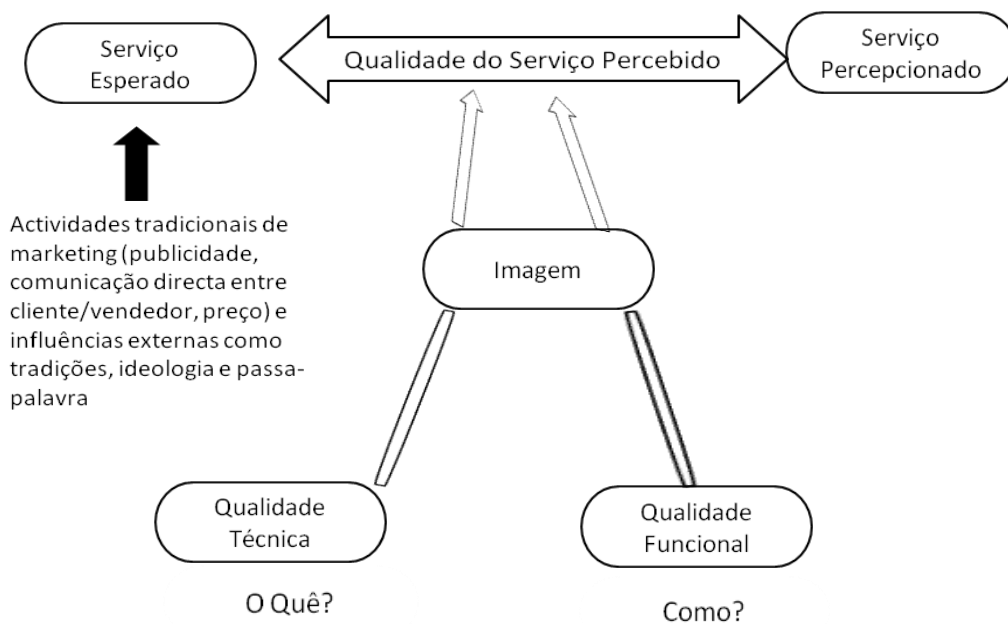 Serviço
Esperado
Qualidade do Serviço Percebido
Serviço
Percepcionado
Actividades tradicionais de
marketing (publicidade,
comunicação directa entre
cliente/vendedor, preço) e
influências externas como
tradições, ideologia e passa-
palavra
Imagem
Qualidade
Técnica
Qualidade
Funcional
O Quê?
Como?